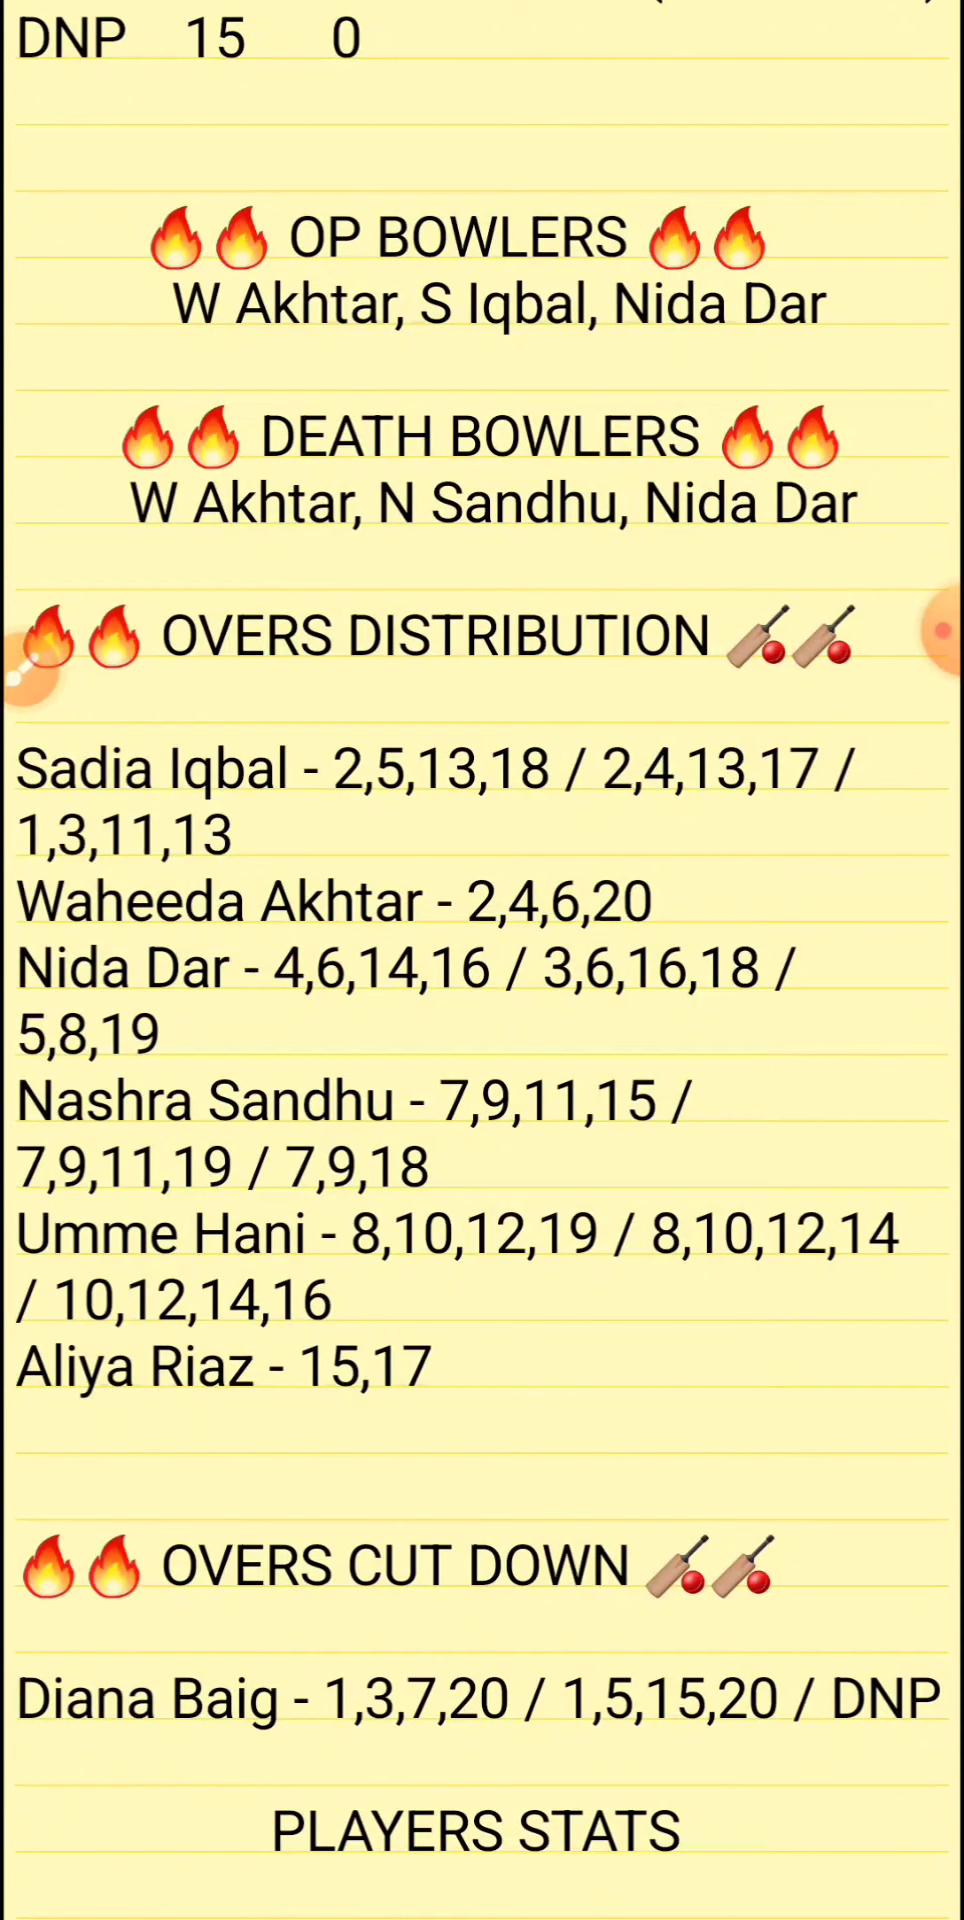 DNP 15 0
🔥🔥 OP BOWLERS 🔥🔥
W Akhtar, S Iqbal, Nida Dar
🔥🔥 DEATH BOWLERS 🔥🔥
W Akhtar, N Sandhu, Nida Dar
🔥🔥 OVERS DISTRIBUTION 🏏🏏
Sadia Iqbal - 2,5,13,18 / 2,4,13,17 /
1,3,11,13
Waheeda Akhtar - 2,4,6,20
Nida Dar - 4,6,14,16 / 3,6,16,18 /
5,8,19
Nashra Sandhu - 7,9,11,15 /
7,9,11,19 / 7,9,18
Umme Hani - 8,10,12,19 / 8,10,12,14
/ 10,12,14,16
Aliya Riaz - 15,17
🔥🔥 OVERS CUT DOWN 🏏🏏
Diana Baig - 1,3,7,20 / 1,5,15,20 / DNP
PLAYERS STATS